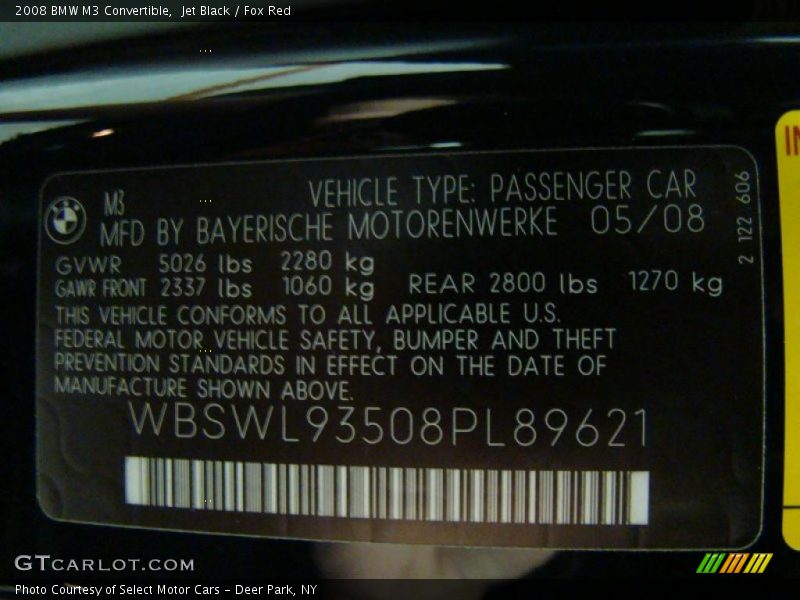 2008 BMW M3 Convertible,  Jet Black / Fox Red
M3
VEHICLE TYPE: PASSENGER CAR
MFD BY BAYERISCHE MOTORENWERKE 05/08
GVWR 5026 lbs 2280 kg
GAWR FRONT 2337 lbs 1060 kg REAR 2800 lbs 1270 kg
THIS VEHICLE CONFORMS TO ALL APPLICABLE U.S.
FEDERAL MOTOR VEHICLE SAFETY, BUMPER AND THEFT
PREVENTION STANDARDS IN EFFECT ON THE DATE OF
MANUFACTURE SHOWN ABOVE.
WBSWL93508PL89621
2 122 606
IN
GTCARLOT.COM
Photo Courtesy of Select Motor Cars - Deer Park, NY